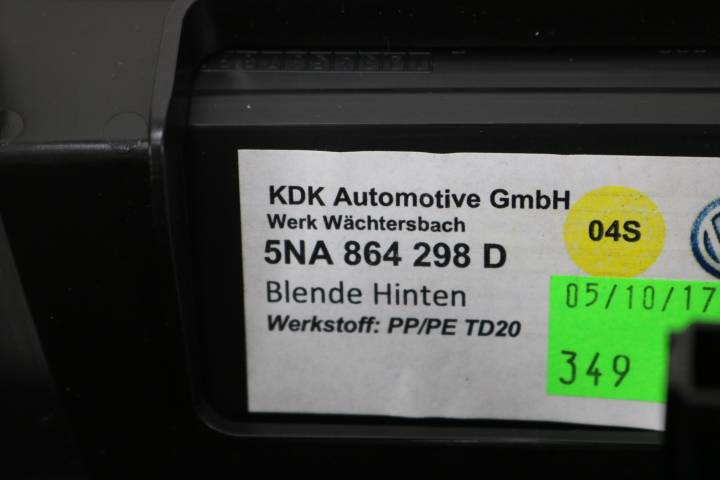 KDK Automotive GmbH
Werk Wächtersbach
5NA 864 298 D
04S
Blende Hinten
05/10/17
Werkstoff: PP/PE TD20
349